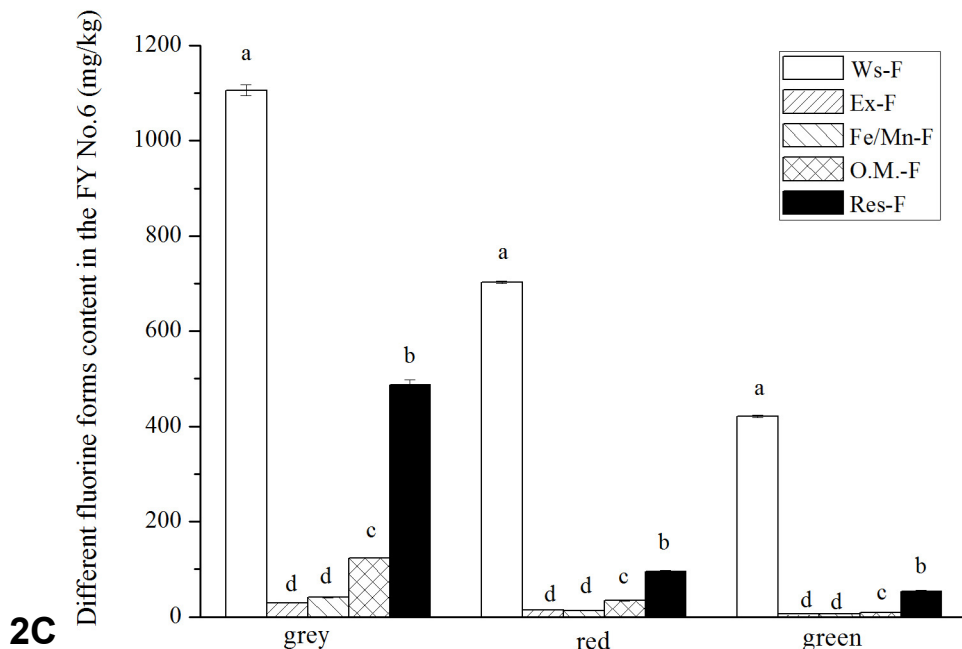 Different fluorine forms content in the FY No.6 (mg/kg)
1200
1000
800
600
400
200
0
a
d
d
c
b
a
d
d
c
b
a
d
d
c
b
Ws-F
Ex-F
Fe/Mn-F
O.M.-F
Res-F
grey
red
green
2C